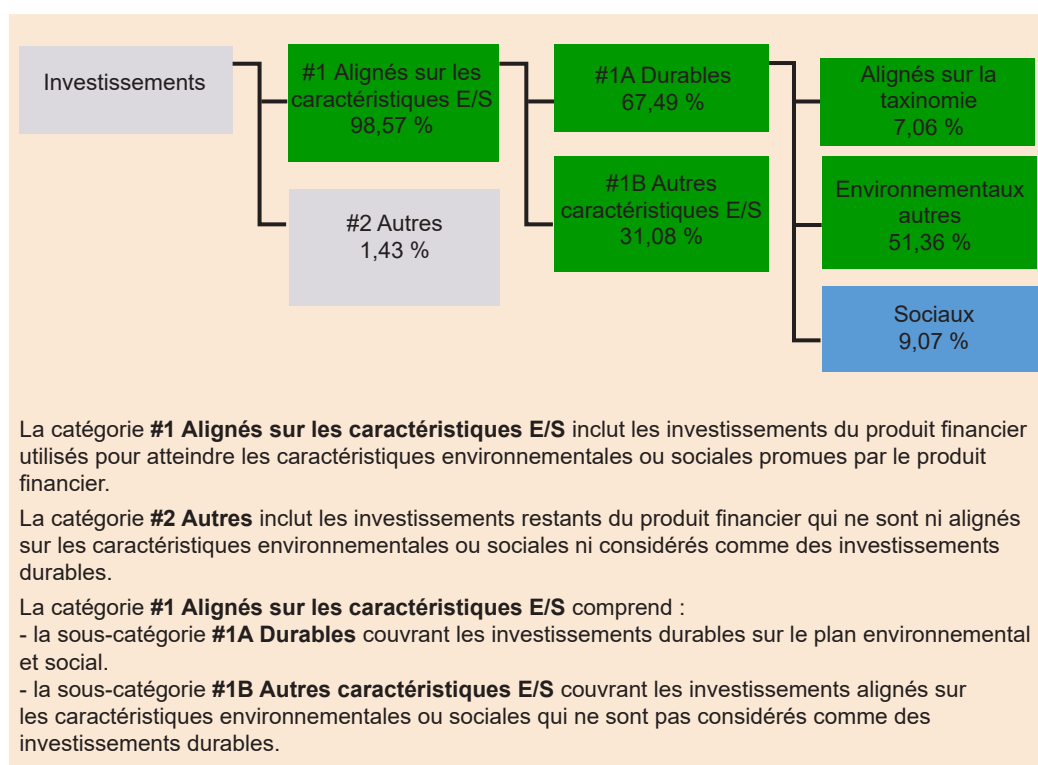 Investissements
#1 Alignés sur les
caractéristiques E/S
98,57 %
#2 Autres
1,43 %
#1A Durables
67,49 %
#1B Autres
caractéristiques E/S
31,08 %
Alignés sur la
taxinomie
7,06 %
Environnementaux
autres
51,36 %
Sociaux
9,07 %
La catégorie #1 Alignés sur les caractéristiques E/S inclut les investissements du produit financier
utilisés pour atteindre les caractéristiques environnementales ou sociales promues par le produit
financier.
La catégorie #2 Autres inclut les investissements restants du produit financier qui ne sont ni alignés
sur les caractéristiques environnementales ou sociales ni considérés comme des investissements
durables.
La catégorie #1 Alignés sur les caractéristiques E/S comprend :
- la sous-catégorie #1A Durables couvrant les investissements durables sur le plan environnemental
et social.
- la sous-catégorie #1B Autres caractéristiques E/S couvrant les investissements alignés sur
les caractéristiques environnementales ou sociales qui ne sont pas considérés comme des
investissements durables.